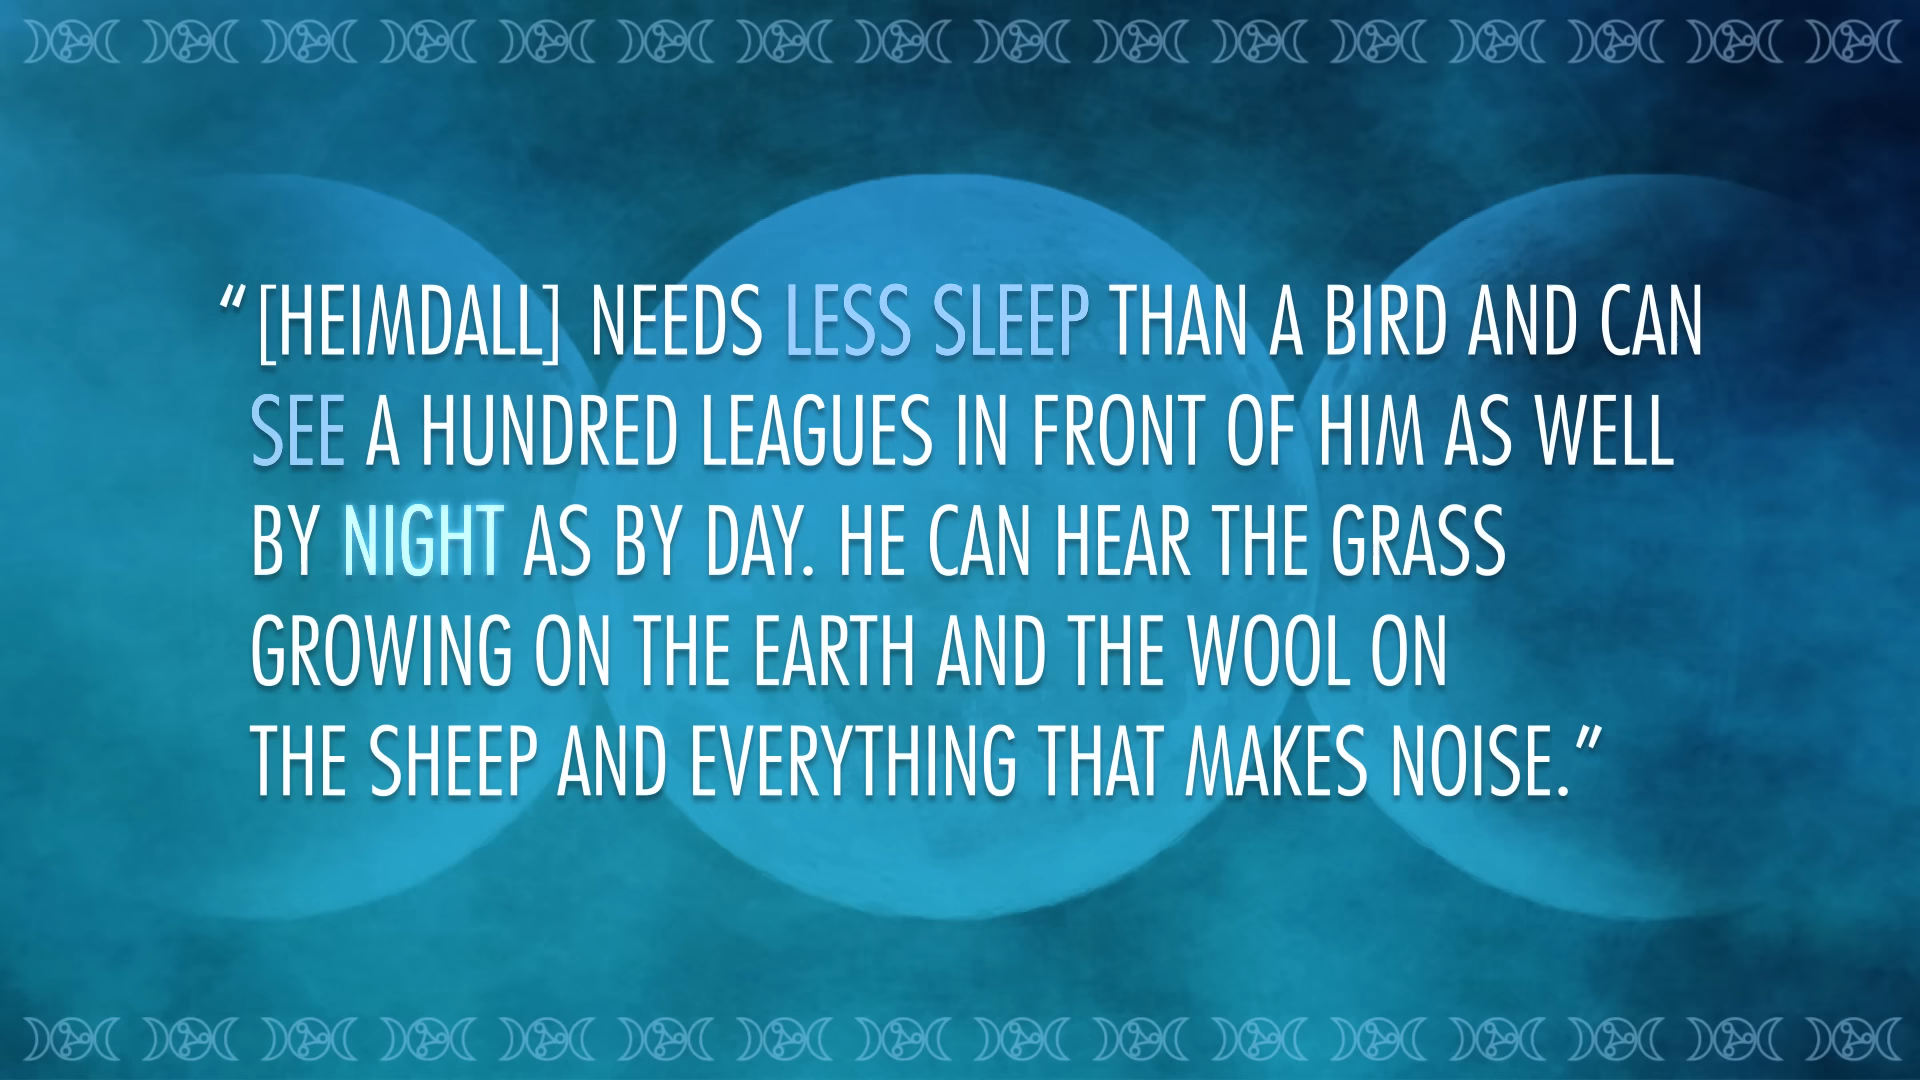 “[HEIMDALL] NEEDS LESS SLEEP THAN A BIRD AND CAN
SEE A HUNDRED LEAGUES IN FRONT OF HIM AS WELL
BY NIGHT AS BY DAY. HE CAN HEAR THE GRASS
GROWING ON THE EARTH AND THE WOOL ON
THE SHEEP AND EVERYTHING THAT MAKES NOISE.”